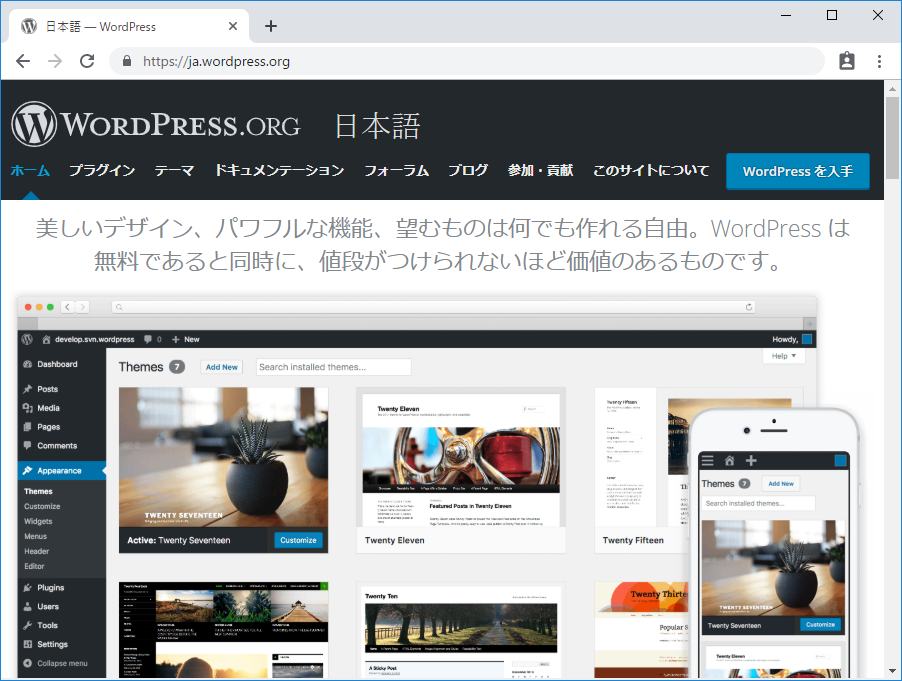 日本語 — WordPress
https://ja.wordpress.org
WORDPRESS.ORG 日本語
ホーム プラグイン テーマ ドキュメンテーション フォーラム ブログ 参加・貢献 このサイトについて WordPress を入手
美しいデザイン、パワフルな機能、望むものは何でも作れる自由。WordPress は
無料であると同時に、値段がつけられないほど価値のあるものです。
develop.svn.wordpress 0 + New Howdy,
Help
Dashboard
Posts
Media
Pages
Comments
Appearance
Themes
Customize
Widgets
Menus
Header
Editor
Plugins
Users
Tools
Settings
Collapse menu
Themes 7 Add New Search installed themes...
TWENTY SEVENTEEN
Active: Twenty Seventeen Customize
Twenty Eleven
Featured Posts in Twenty Eleven
Twenty Eleven
Twenty Fifteen
Twenty Fifteen
Twenty Ten
A Sticky Post
Twenty Thirte
Popular S
Themes 7 Add New
Search installed themes...
TWENTY SEVENTEEN
Twenty Seventeen Customize
Twenty Eleven